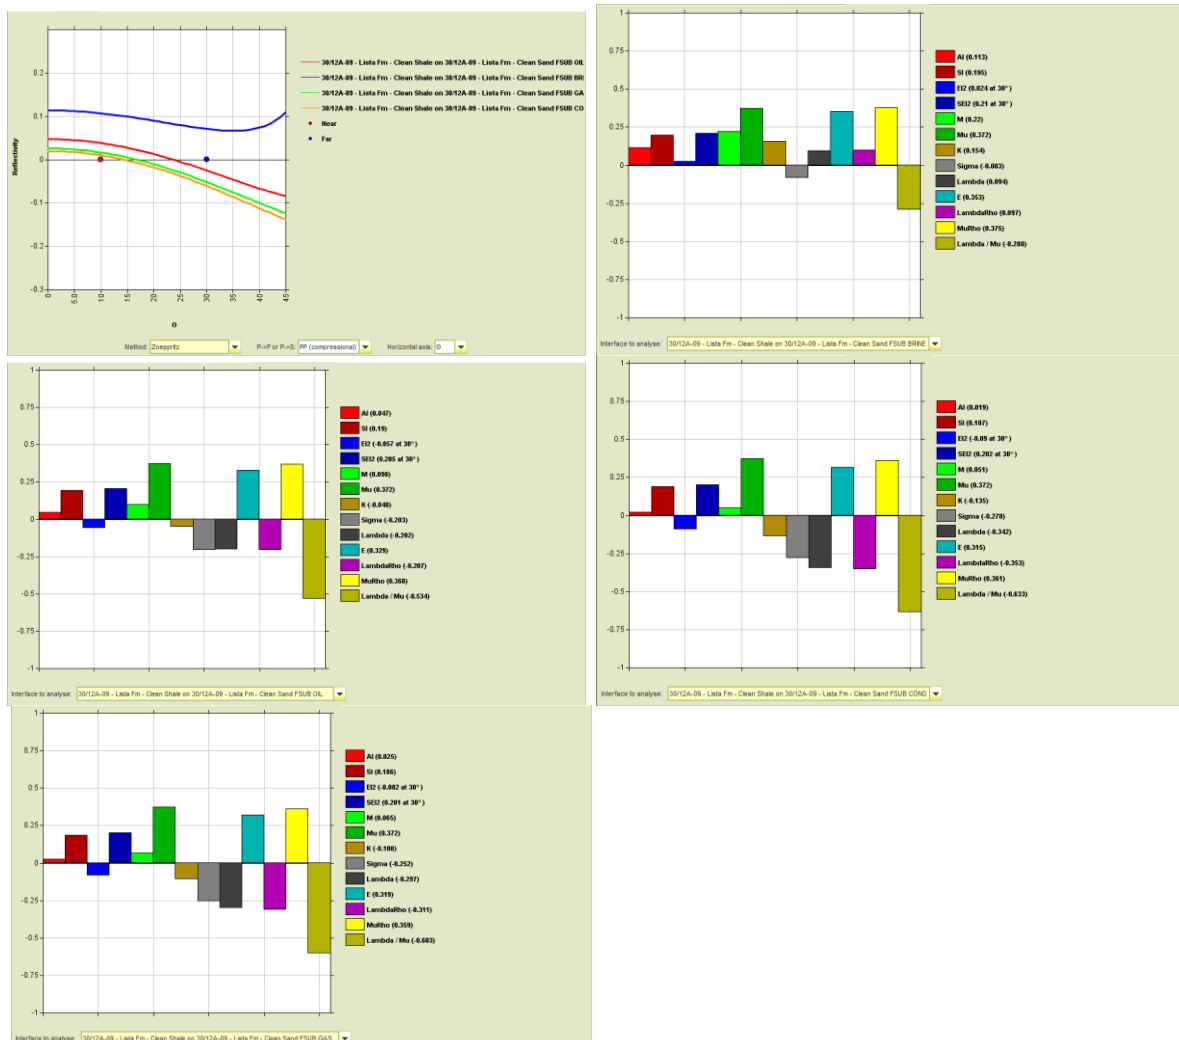 0.2
0.1
0
-0.1
-0.2
-0.3
Reflectivity
0
5.0
10
15
20
25
30
35
40
45
Θ
30/12A-09 - Lista Fm - Clean Shale on 30/12A-09 - Lista Fm - Clean Sand FSUB OIL
30/12A-09 - Lista Fm - Clean Shale on 30/12A-09 - Lista Fm - Clean Sand FSUB BRI
30/12A-09 - Lista Fm - Clean Shale on 30/12A-09 - Lista Fm - Clean Sand FSUB GA
30/12A-09 - Lista Fm - Clean Shale on 30/12A-09 - Lista Fm - Clean Sand FSUB CO
Near
Far
Method: Zoeppritz P->P or P->S: PP (compressional) Horizontal axis: Θ
1
0.75
0.5
0.25
0
-0.25
-0.5
-0.75
-1
AI (0.113)
SI (0.195)
EI2 (0.024 at 30°)
SEI2 (0.21 at 30°)
M (0.22)
Mu (0.372)
K (0.154)
Sigma (-0.083)
Lambda (0.094)
E (0.353)
LambdaRho (0.097)
MuRho (0.375)
Lambda / Mu (-0.288)
Interface to analyse: 30/12A-09 - Lista Fm - Clean Shale on 30/12A-09 - Lista Fm - Clean Sand FSUB BRINE
1
0.75
0.5
0.25
0
-0.25
-0.5
-0.75
-1
AI (0.047)
SI (0.19)
EI2 (-0.057 at 30°)
SEI2 (0.205 at 30°)
M (0.098)
Mu (0.372)
K (-0.048)
Sigma (-0.203)
Lambda (-0.202)
E (0.329)
LambdaRho (-0.207)
MuRho (0.368)
Lambda / Mu (-0.534)
Interface to analyse: 30/12A-09 - Lista Fm - Clean Shale on 30/12A-09 - Lista Fm - Clean Sand FSUB OIL
1
0.75
0.5
0.25
0
-0.25
-0.5
-0.75
-1
AI (0.019)
SI (0.187)
EI2 (-0.09 at 30°)
SEI2 (0.202 at 30°)
M (0.051)
Mu (0.372)
K (-0.135)
Sigma (-0.278)
Lambda (-0.342)
E (0.315)
LambdaRho (-0.353)
MuRho (0.361)
Lambda / Mu (-0.633)
Interface to analyse: 30/12A-09 - Lista Fm - Clean Shale on 30/12A-09 - Lista Fm - Clean Sand FSUB COND
1
0.75
0.5
0.25
0
-0.25
-0.5
-0.75
-1
AI (0.025)
SI (0.186)
EI2 (-0.082 at 30°)
SEI2 (0.201 at 30°)
M (0.065)
Mu (0.372)
K (-0.108)
Sigma (-0.252)
Lambda (-0.297)
E (0.319)
LambdaRho (-0.311)
MuRho (0.359)
Lambda / Mu (-0.603)
Interface to analyse: 30/12A-09 - Lista Fm - Clean Shale on 30/12A-09 - Lista Fm - Clean Sand FSUB GAS